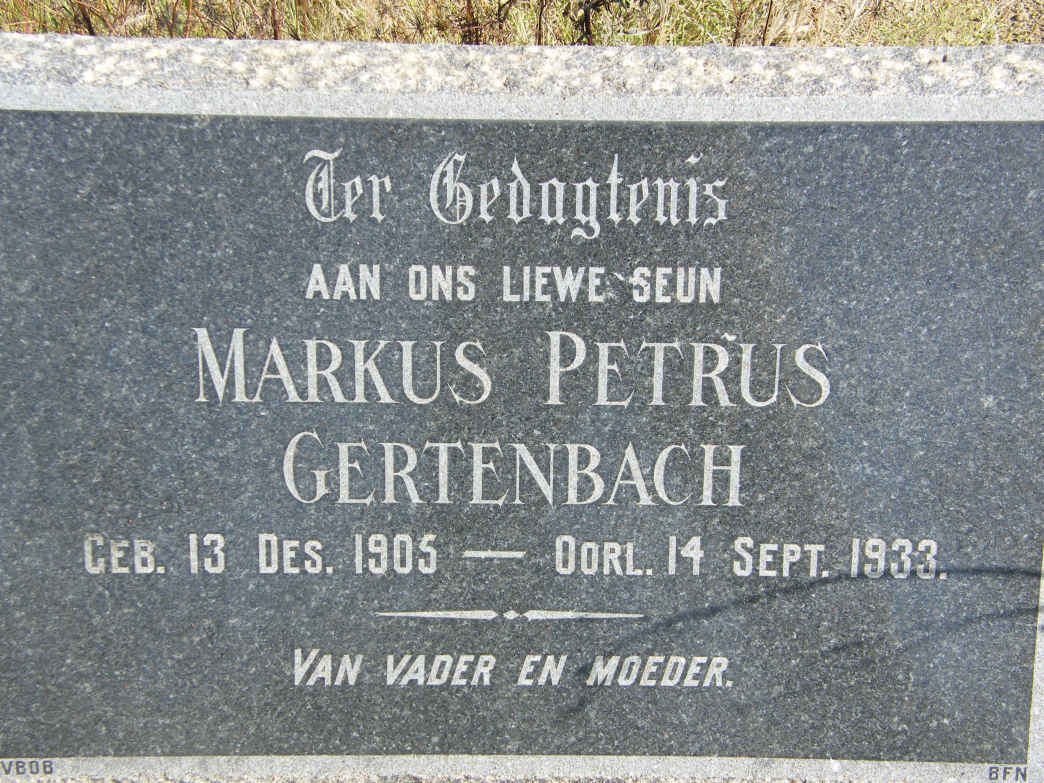 Ter Gedagtenis
AAN ONS LIEWE SEUN
MARKUS PETRUS
GERTENBACH
GEB. 13 DES. 1905 — OORL. 14 SEPT. 1933.
VAN VADER EN MOEDER.
VBOB
BFN